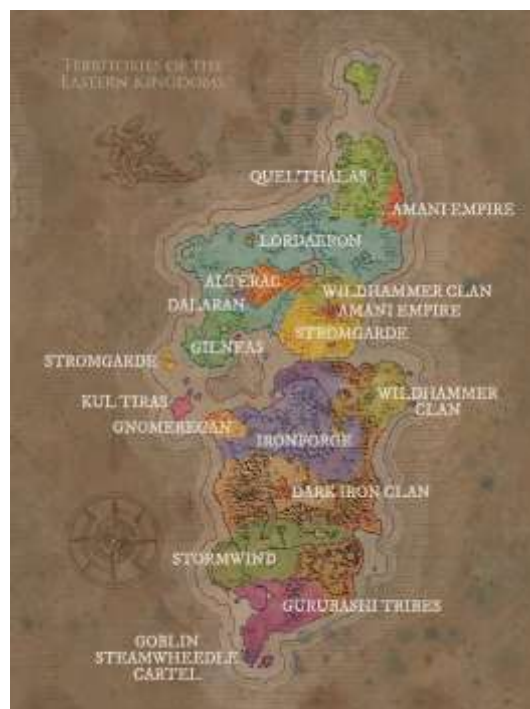 TERRITORIES OF THE
EASTERN KINGDOMS
QUEL'THALAS
AMANI EMPIRE
LORDAERON
ALTERAC
WILDHAMMER CLAN
DALARAN
AMANI EMPIRE
STROMGARDE
GILNEAS
STROMGARDE
KUL TIRAS
WILDHAMMER
CLAN
GNOMEREGAN
IRONFORGE
DARK IRON CLAN
STORMWIND
GURUBASHI TRIBES
GOBLIN
STEAMWHEEDLE
CARTEL